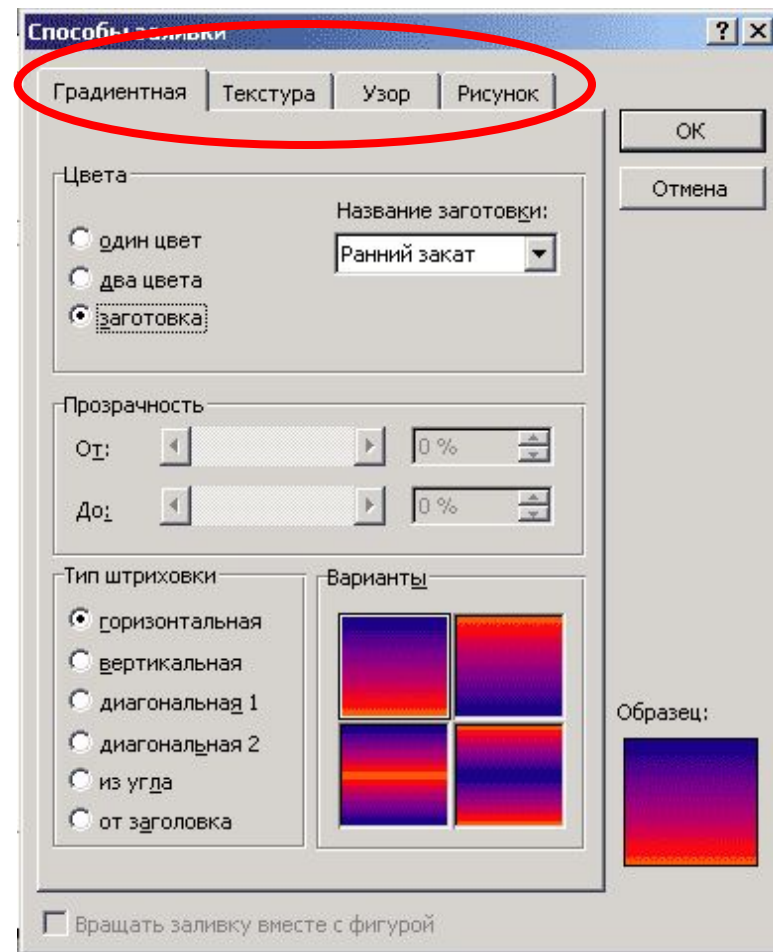 Способы заливки
Градиентная Текстура Узор Рисунок
ОК
Отмена
Цвета
Название заготовки:
один цвет
Ранний закат
два цвета
заготовка
Прозрачность
От: 0 %
До: 0 %
Тип штриховки
Варианты
горизонтальная
вертикальная
диагональная 1
диагональная 2
из угла
от заголовка
Образец:
Вращать заливку вместе с фигурой